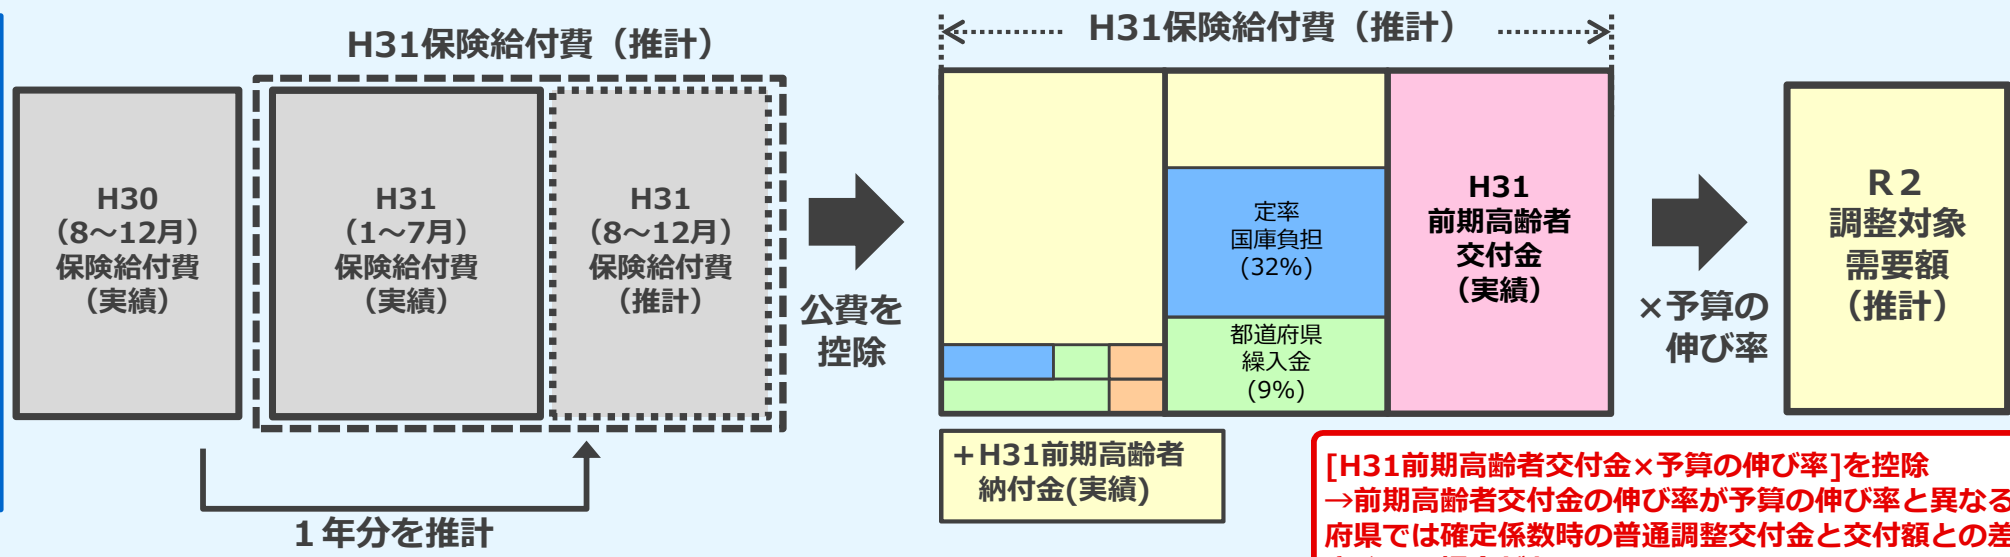 H31保険給付費（推計）
H30
（8～12月）
保険給付費
（実績）
H31
（1～7月）
保険給付費
（実績）
H31
（8～12月）
保険給付費
（推計）
１年分を推計
公費を
控除
H31保険給付費（推計）
定率
国庫負担
(32%)
都道府県
繰入金
(9%)
H31
前期高齢者
交付金
（実績）
＋H31前期高齢者
納付金(実績)
×予算の
伸び率
R２
調整対象
需要額
（推計）
[H31前期高齢者交付金×予算の伸び率]を控除
→前期高齢者交付金の伸び率が予算の伸び率と異なる
府県では確定係数時の普通調整交付金と交付額との差